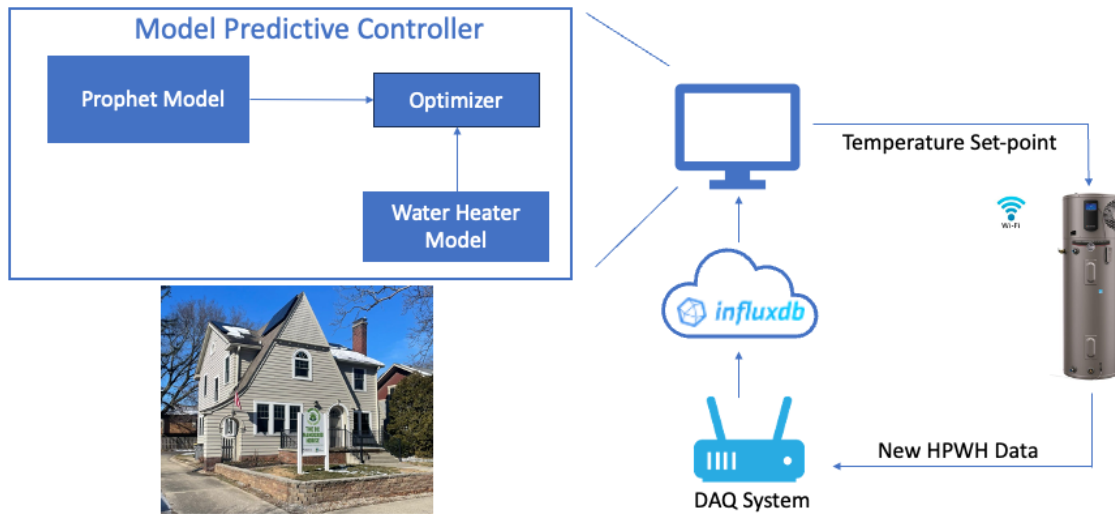 Model Predictive Controller
Prophet Model
Optimizer
Water Heater
Model
Temperature Set-point
Wi-Fi
influxdb
New HPWH Data
DAQ System